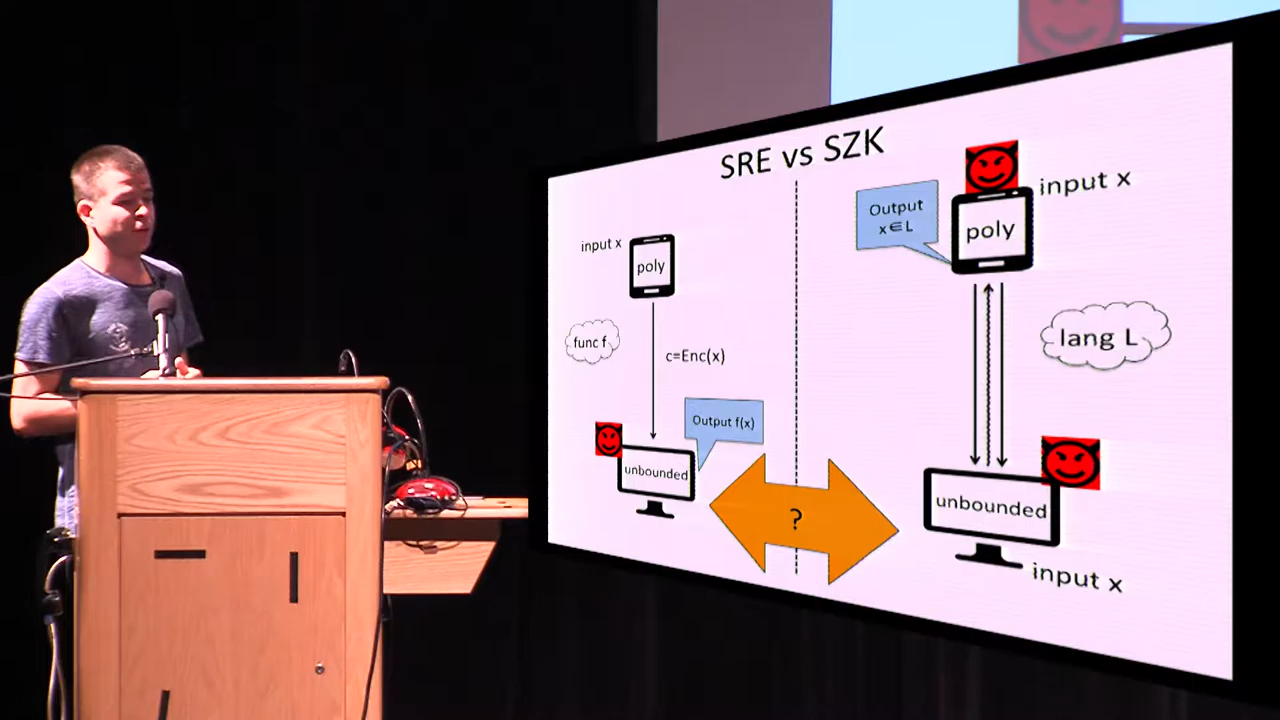 SRE vs SZK
input x
poly
func f
c=Enc(x)
Output f(x)
unbounded
?
input x
Output
x∈L
poly
lang L
unbounded
input x